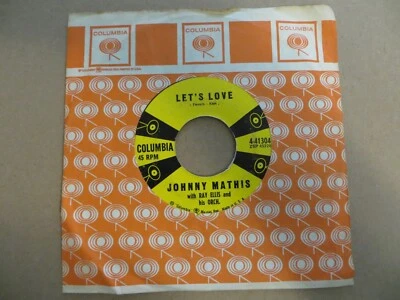 COLUMBIA
COLUMBIA
COLUMBIA
LET'S LOVE
COLUMBIA
45 RPM
4-41304
JOHNNY MATHIS
with RAY ELLIS and
his ORCH.